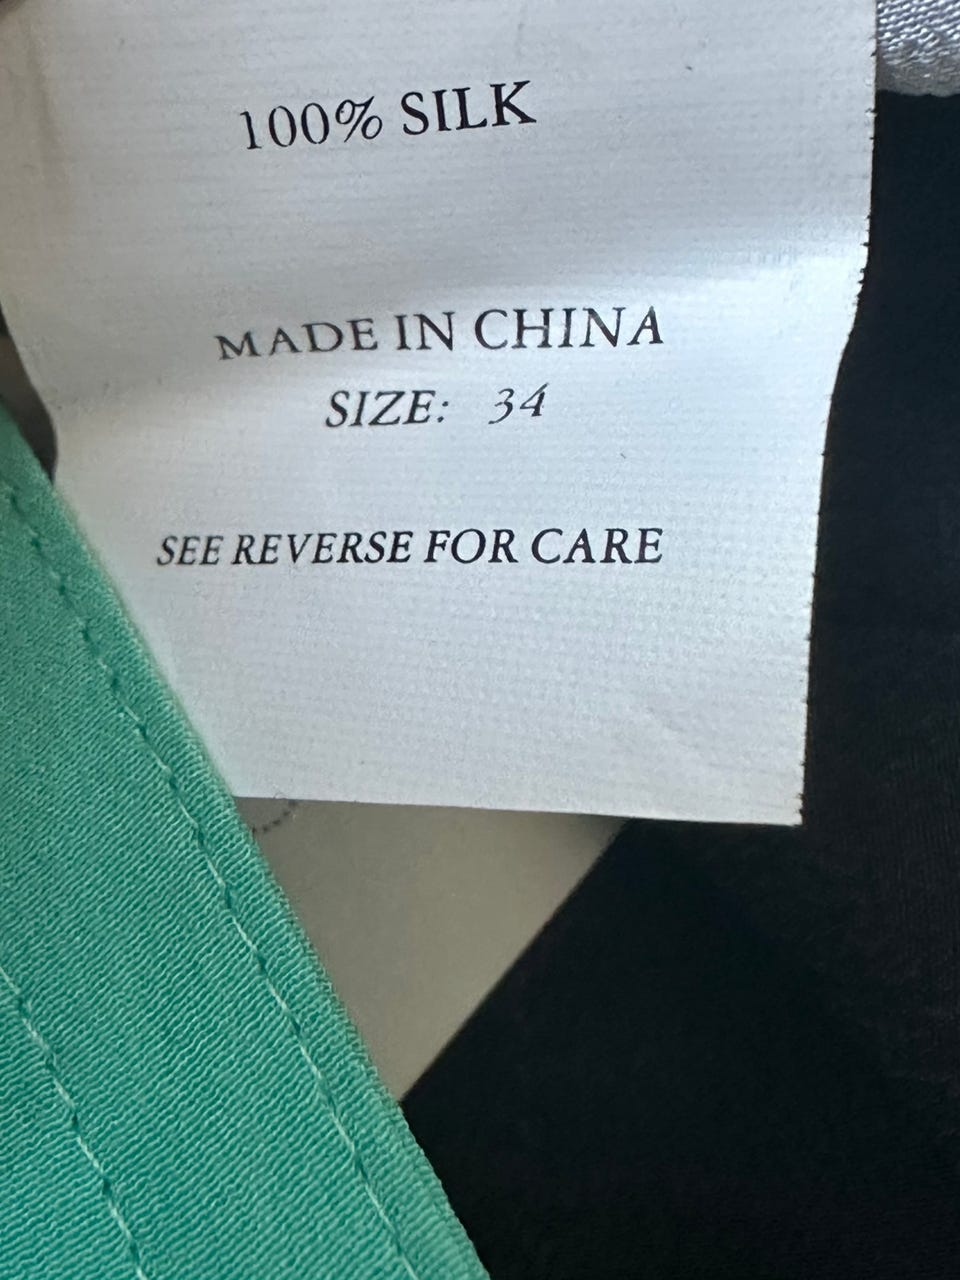 100% SILK
MADE IN CHINA
SIZE: 34
SEE REVERSE FOR CARE